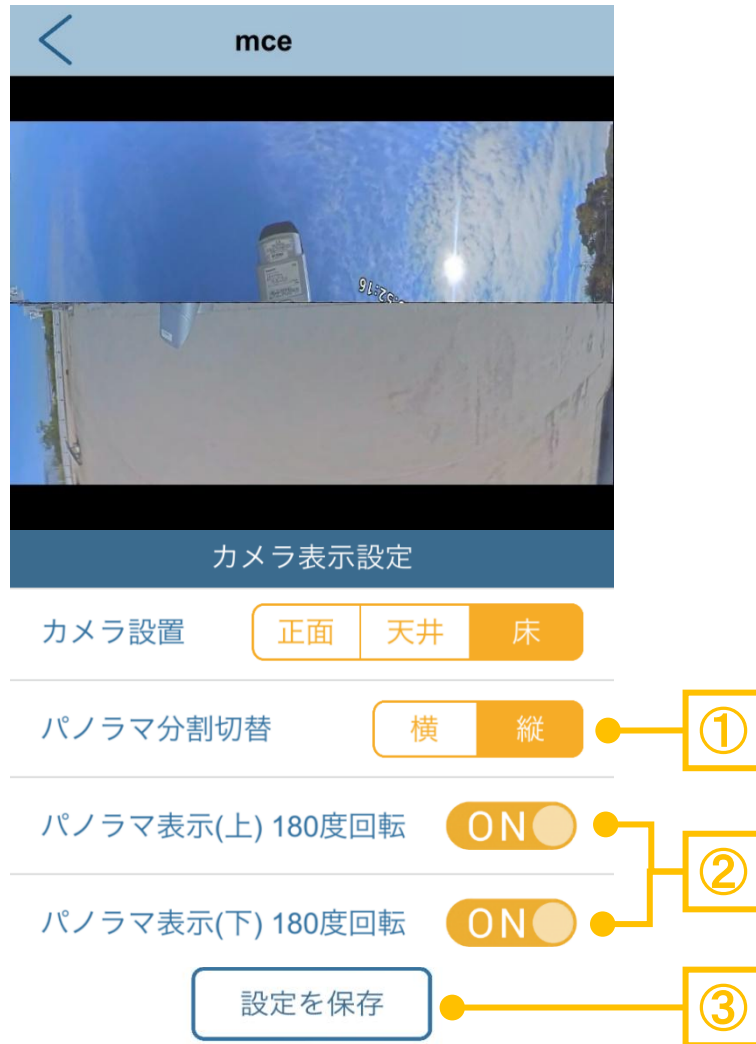 mce
:52:16
カメラ表示設定
カメラ設置 正面 天井 床
パノラマ分割切替 横 縦 ①
パノラマ表示(上) 180度回転 ON
②
パノラマ表示(下) 180度回転 ON
設定を保存 ③